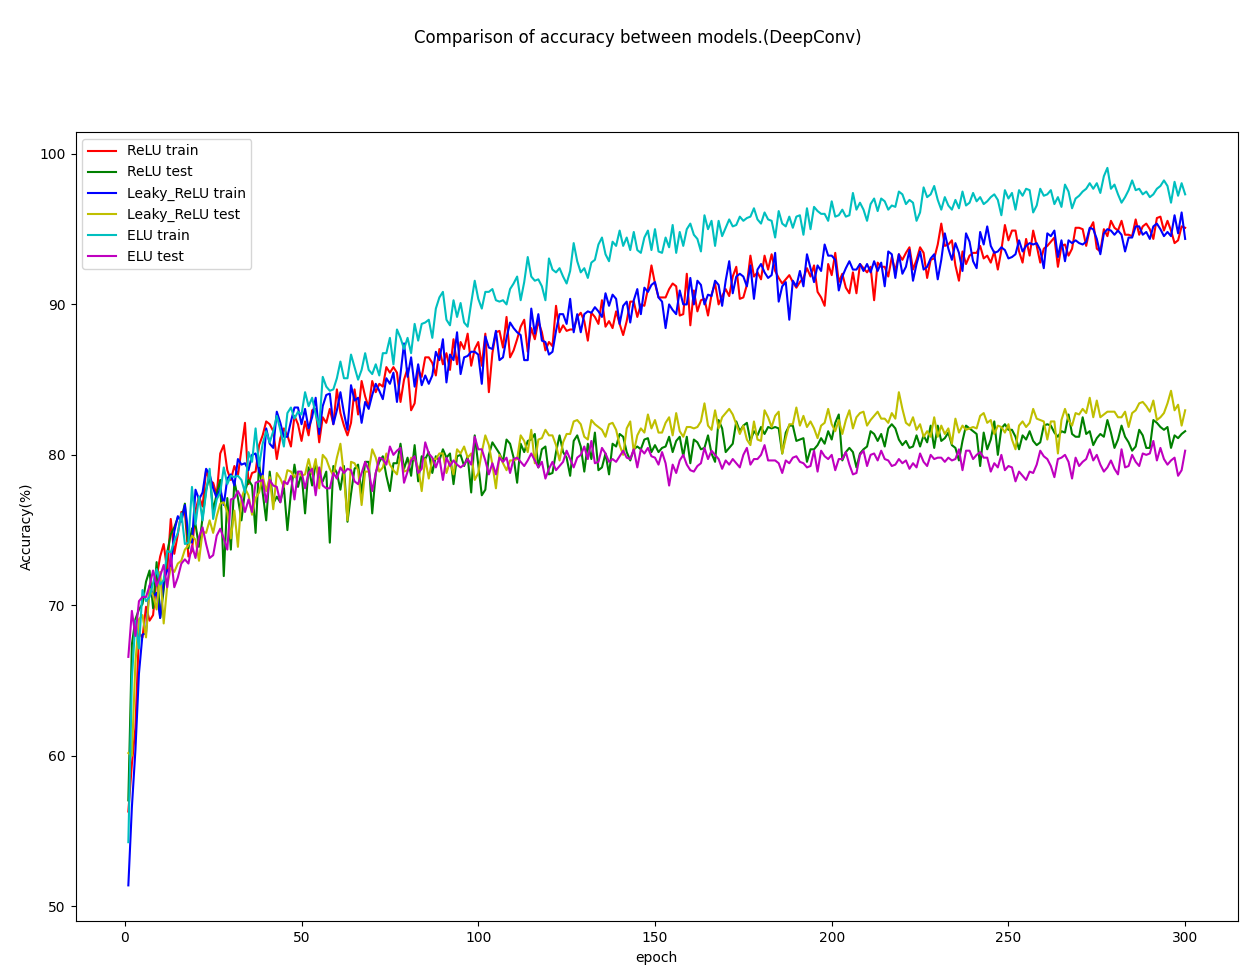 Comparison of accuracy between models.(DeepConv)
ReLU train
ReLU test
Leaky_ReLU train
Leaky_ReLU test
ELU train
ELU test
Accuracy(%)
100
90
80
70
60
50
0 50 100 150 200 250 300
epoch